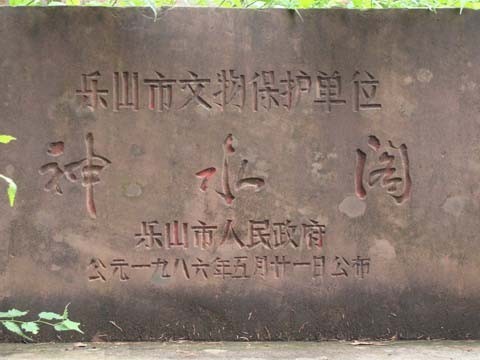 乐山市文物保护单位
神水阁
乐山市人民政府
公元一九八六年五月廿一日公布